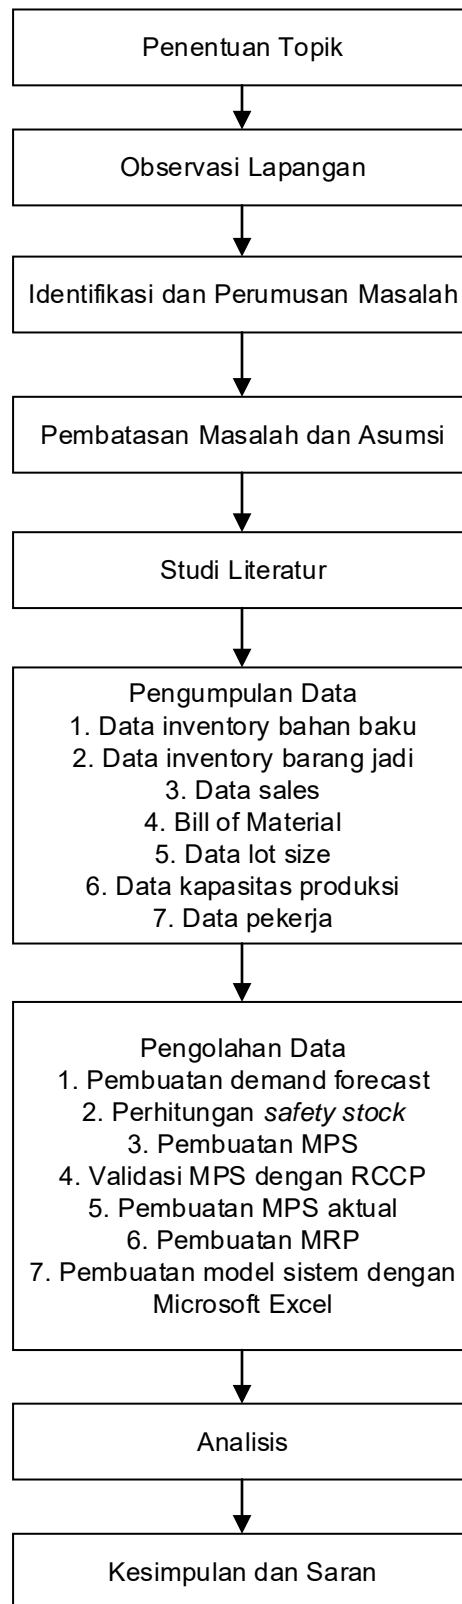 Penentuan Topik
Observasi Lapangan
Identifikasi dan Perumusan Masalah
Pembatasan Masalah dan Asumsi
Studi Literatur
Pengumpulan Data
1. Data inventory bahan baku
2. Data inventory barang jadi
3. Data sales
4. Bill of Material
5. Data lot size
6. Data kapasitas produksi
7. Data pekerja
Pengolahan Data
1. Pembuatan demand forecast
2. Perhitungan safety stock
3. Pembuatan MPS
4. Validasi MPS dengan RCCP
5. Pembuatan MPS aktual
6. Pembuatan MRP
7. Pembuatan model sistem dengan
Microsoft Excel
Analisis
Kesimpulan dan Saran